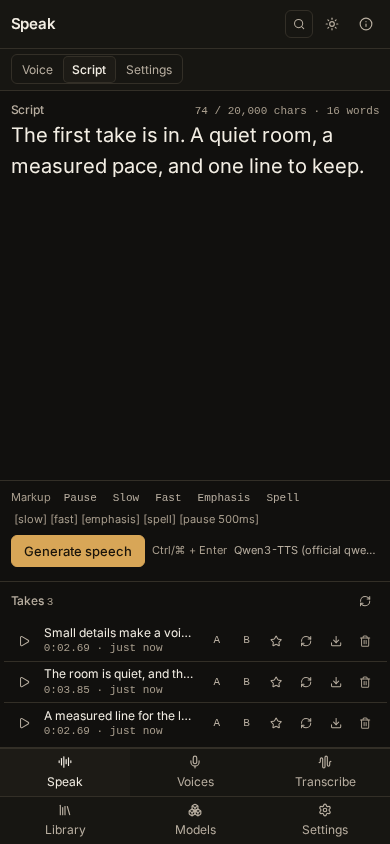 Speak
Voice Script Settings
Script 74 / 20,000 chars · 16 words
The first take is in. A quiet room, a
measured pace, and one line to keep.
Markup Pause Slow Fast Emphasis Spell
[slow] [fast] [emphasis] [spell] [pause 500ms]
Generate speech Ctrl/⌘ + Enter Qwen3-TTS (official qwe...
Takes 3
Small details make a voi...
0:02.69 · just now
A B
The room is quiet, and th...
0:03.85 · just now
A B
A measured line for the l...
0:02.69 · just now
A B
Speak Voices Transcribe
Library Models Settings